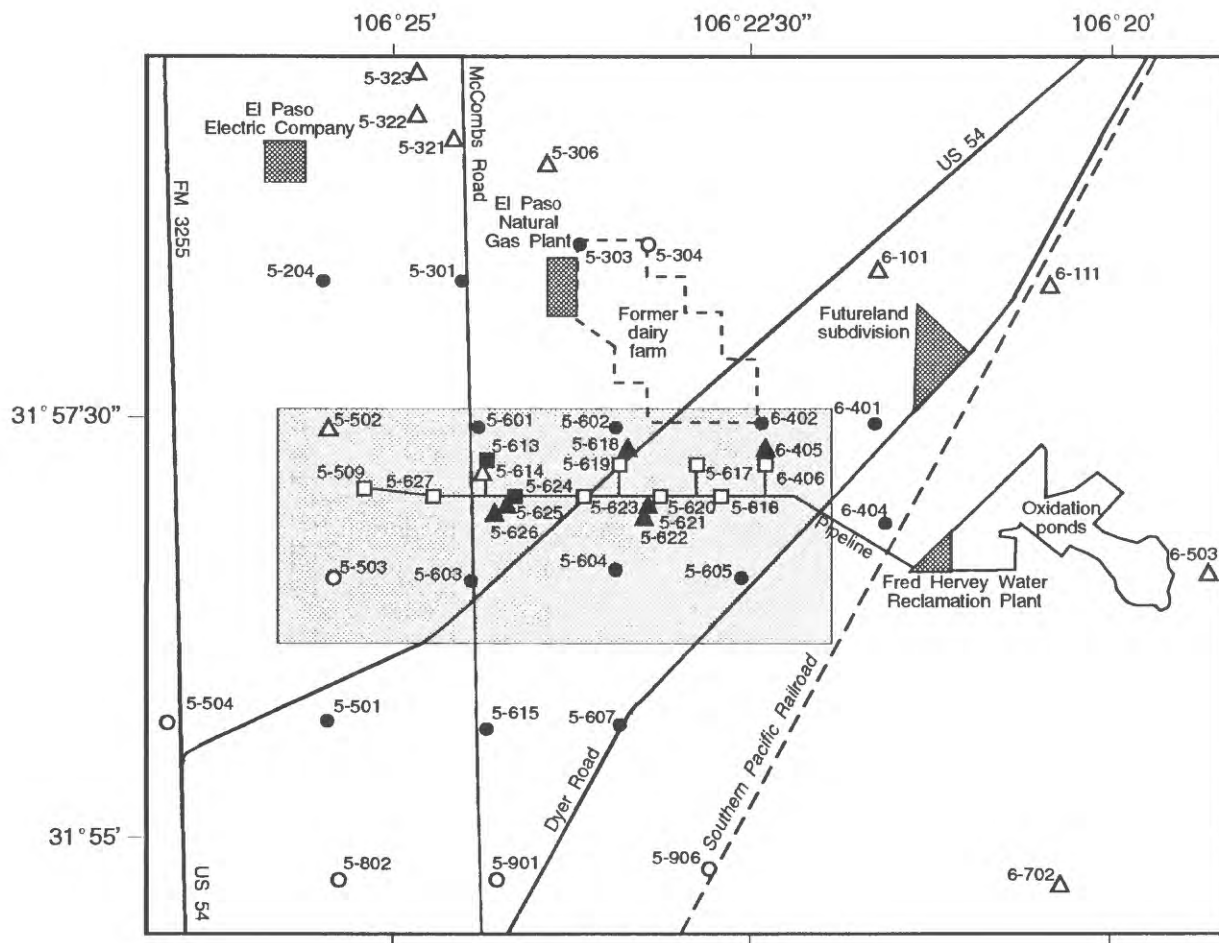 106°25'
106°22'30"
106°20'
5-323
El Paso
Electric Company
5-322
5-321
McCombs Road
5-306
US 54
FM 3255
El Paso
Natural
Gas Plant
5-303
5-304
5-204
5-301
6-101
6-111
Former
dairy
farm
Futureland
subdivision
31°57'30"
5-502
5-601
5-602
6-402
6-401
5-613
5-618
6-405
5-509
5-627
5-614
5-619
5-617
6-406
5-624
5-623
5-620
5-616
5-625
5-621
5-626
5-622
6-404
Pipeline
Oxidation
ponds
6-503
5-503
5-603
5-604
5-605
Fred Hervey Water
Reclamation Plant
5-504
5-501
5-615
5-607
Dyer Road
Southern Pacific Railroad
31°55'
5-802
5-901
5-906
6-702
US 54